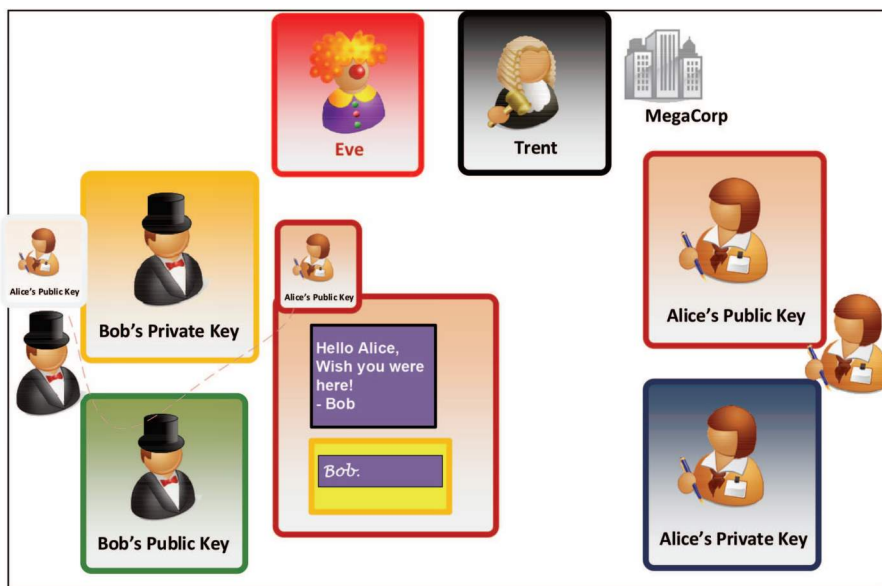 Eve
Trent
MegaCorp
Alice's Public Key
Bob's Private Key
Alice's Public Key
Alice's Public Key
Hello Alice,
Wish you were
here!
- Bob
Bob.
Bob's Public Key
Alice's Private Key